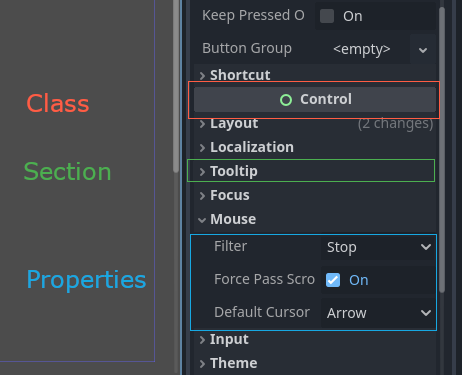 Keep Pressed O On
Button Group <empty>
Shortcut
Class
Control
Layout (2 changes)
Localization
Section
Tooltip
Focus
Mouse
Filter Stop
Properties
Force Pass Scro On
Default Cursor Arrow
Input
Theme